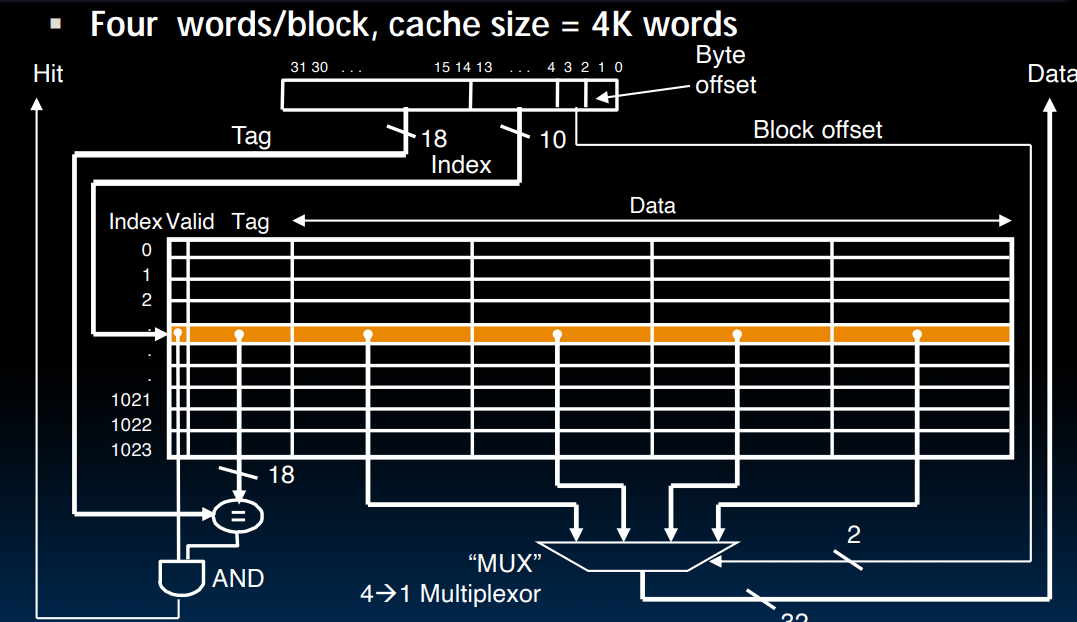 ▪ Four words/block, cache size = 4K words
Hit
31 30 . . . 15 14 13 . . . 4 3 2 1 0
Byte
offset
Data
Tag
18
10
Index
Block offset
Index Valid Tag
Data
0
1
2
.
.
.
1021
1022
1023
18
=
AND
“MUX”
4→1 Multiplexor
2
32